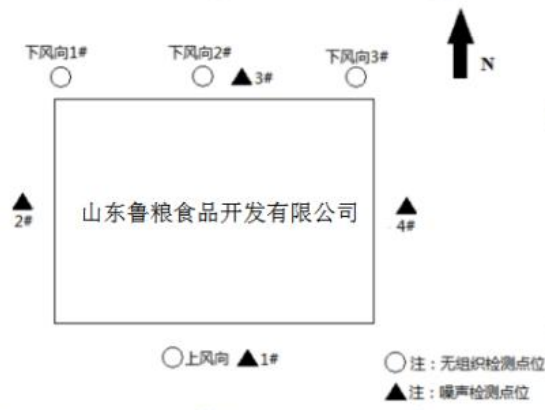 下风向1# 下风向2# 下风向3#
3#
N
2#
山东鲁粮食品开发有限公司
4#
上风向 1#
注：无组织检测点位
注：噪声检测点位